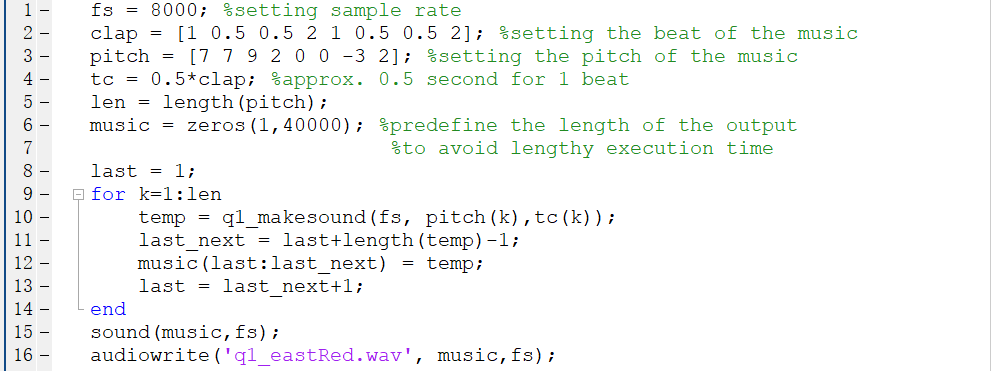 1 - fs = 8000; %setting sample rate
2 - clap = [1 0.5 0.5 2 1 0.5 0.5 2]; %setting the beat of the music
3 - pitch = [7 7 9 2 0 0 -3 2]; %setting the pitch of the music
4 - tc = 0.5*clap; %approx. 0.5 second for 1 beat
5 - len = length(pitch);
6 - music = zeros(1,40000); %predefine the length of the output
7 %to avoid lengthy execution time
8 - last = 1;
9 - for k=1:len
10 - temp = q1_makesound(fs, pitch(k),tc(k));
11 - last_next = last+length(temp)-1;
12 - music(last:last_next) = temp;
13 - last = last_next+1;
14 - end
15 - sound(music,fs);
16 - audiowrite('q1_eastRed.wav', music,fs);